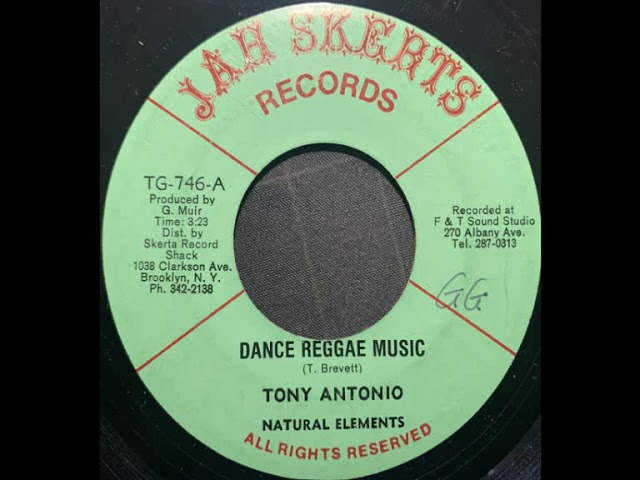 JAH SKERTS
RECORDS
TG-746-A
Produced by
G. Muir
Time: 3:23
Dist. by
Skerta Record
Shack
1038 Clarkson Ave.
Brooklyn, N. Y.
Ph. 342-2138
Recorded at
F & T Sound Studio
270 Albany Ave.
Tel. 287-0313
GG
DANCE REGGAE MUSIC
(T. Brevett)
TONY ANTONIO
NATURAL ELEMENTS
ALL RIGHTS RESERVED